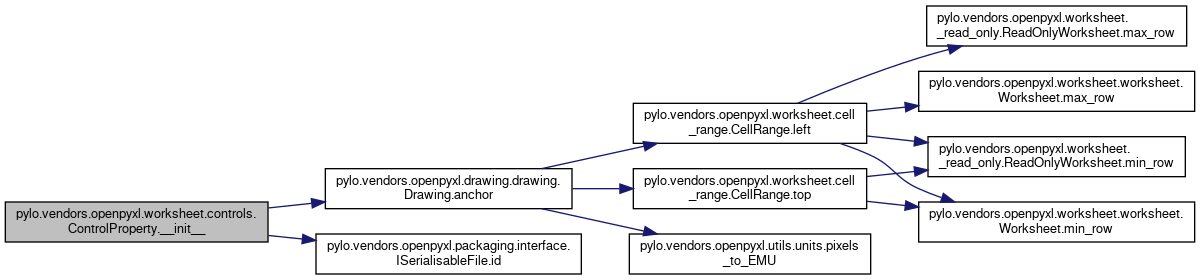 pylo.vendors.openpyxl.worksheet.controls.
ControlProperty.__init__
pylo.vendors.openpyxl.drawing.drawing.
Drawing.anchor
pylo.vendors.openpyxl.packaging.interface.
ISerialisableFile.id
pylo.vendors.openpyxl.worksheet.cell
_range.CellRange.left
pylo.vendors.openpyxl.worksheet.cell
_range.CellRange.top
pylo.vendors.openpyxl.utils.units.pixels
_to_EMU
pylo.vendors.openpyxl.worksheet.
_read_only.ReadOnlyWorksheet.max_row
pylo.vendors.openpyxl.worksheet.worksheet.
Worksheet.max_row
pylo.vendors.openpyxl.worksheet.
_read_only.ReadOnlyWorksheet.min_row
pylo.vendors.openpyxl.worksheet.worksheet.
Worksheet.min_row